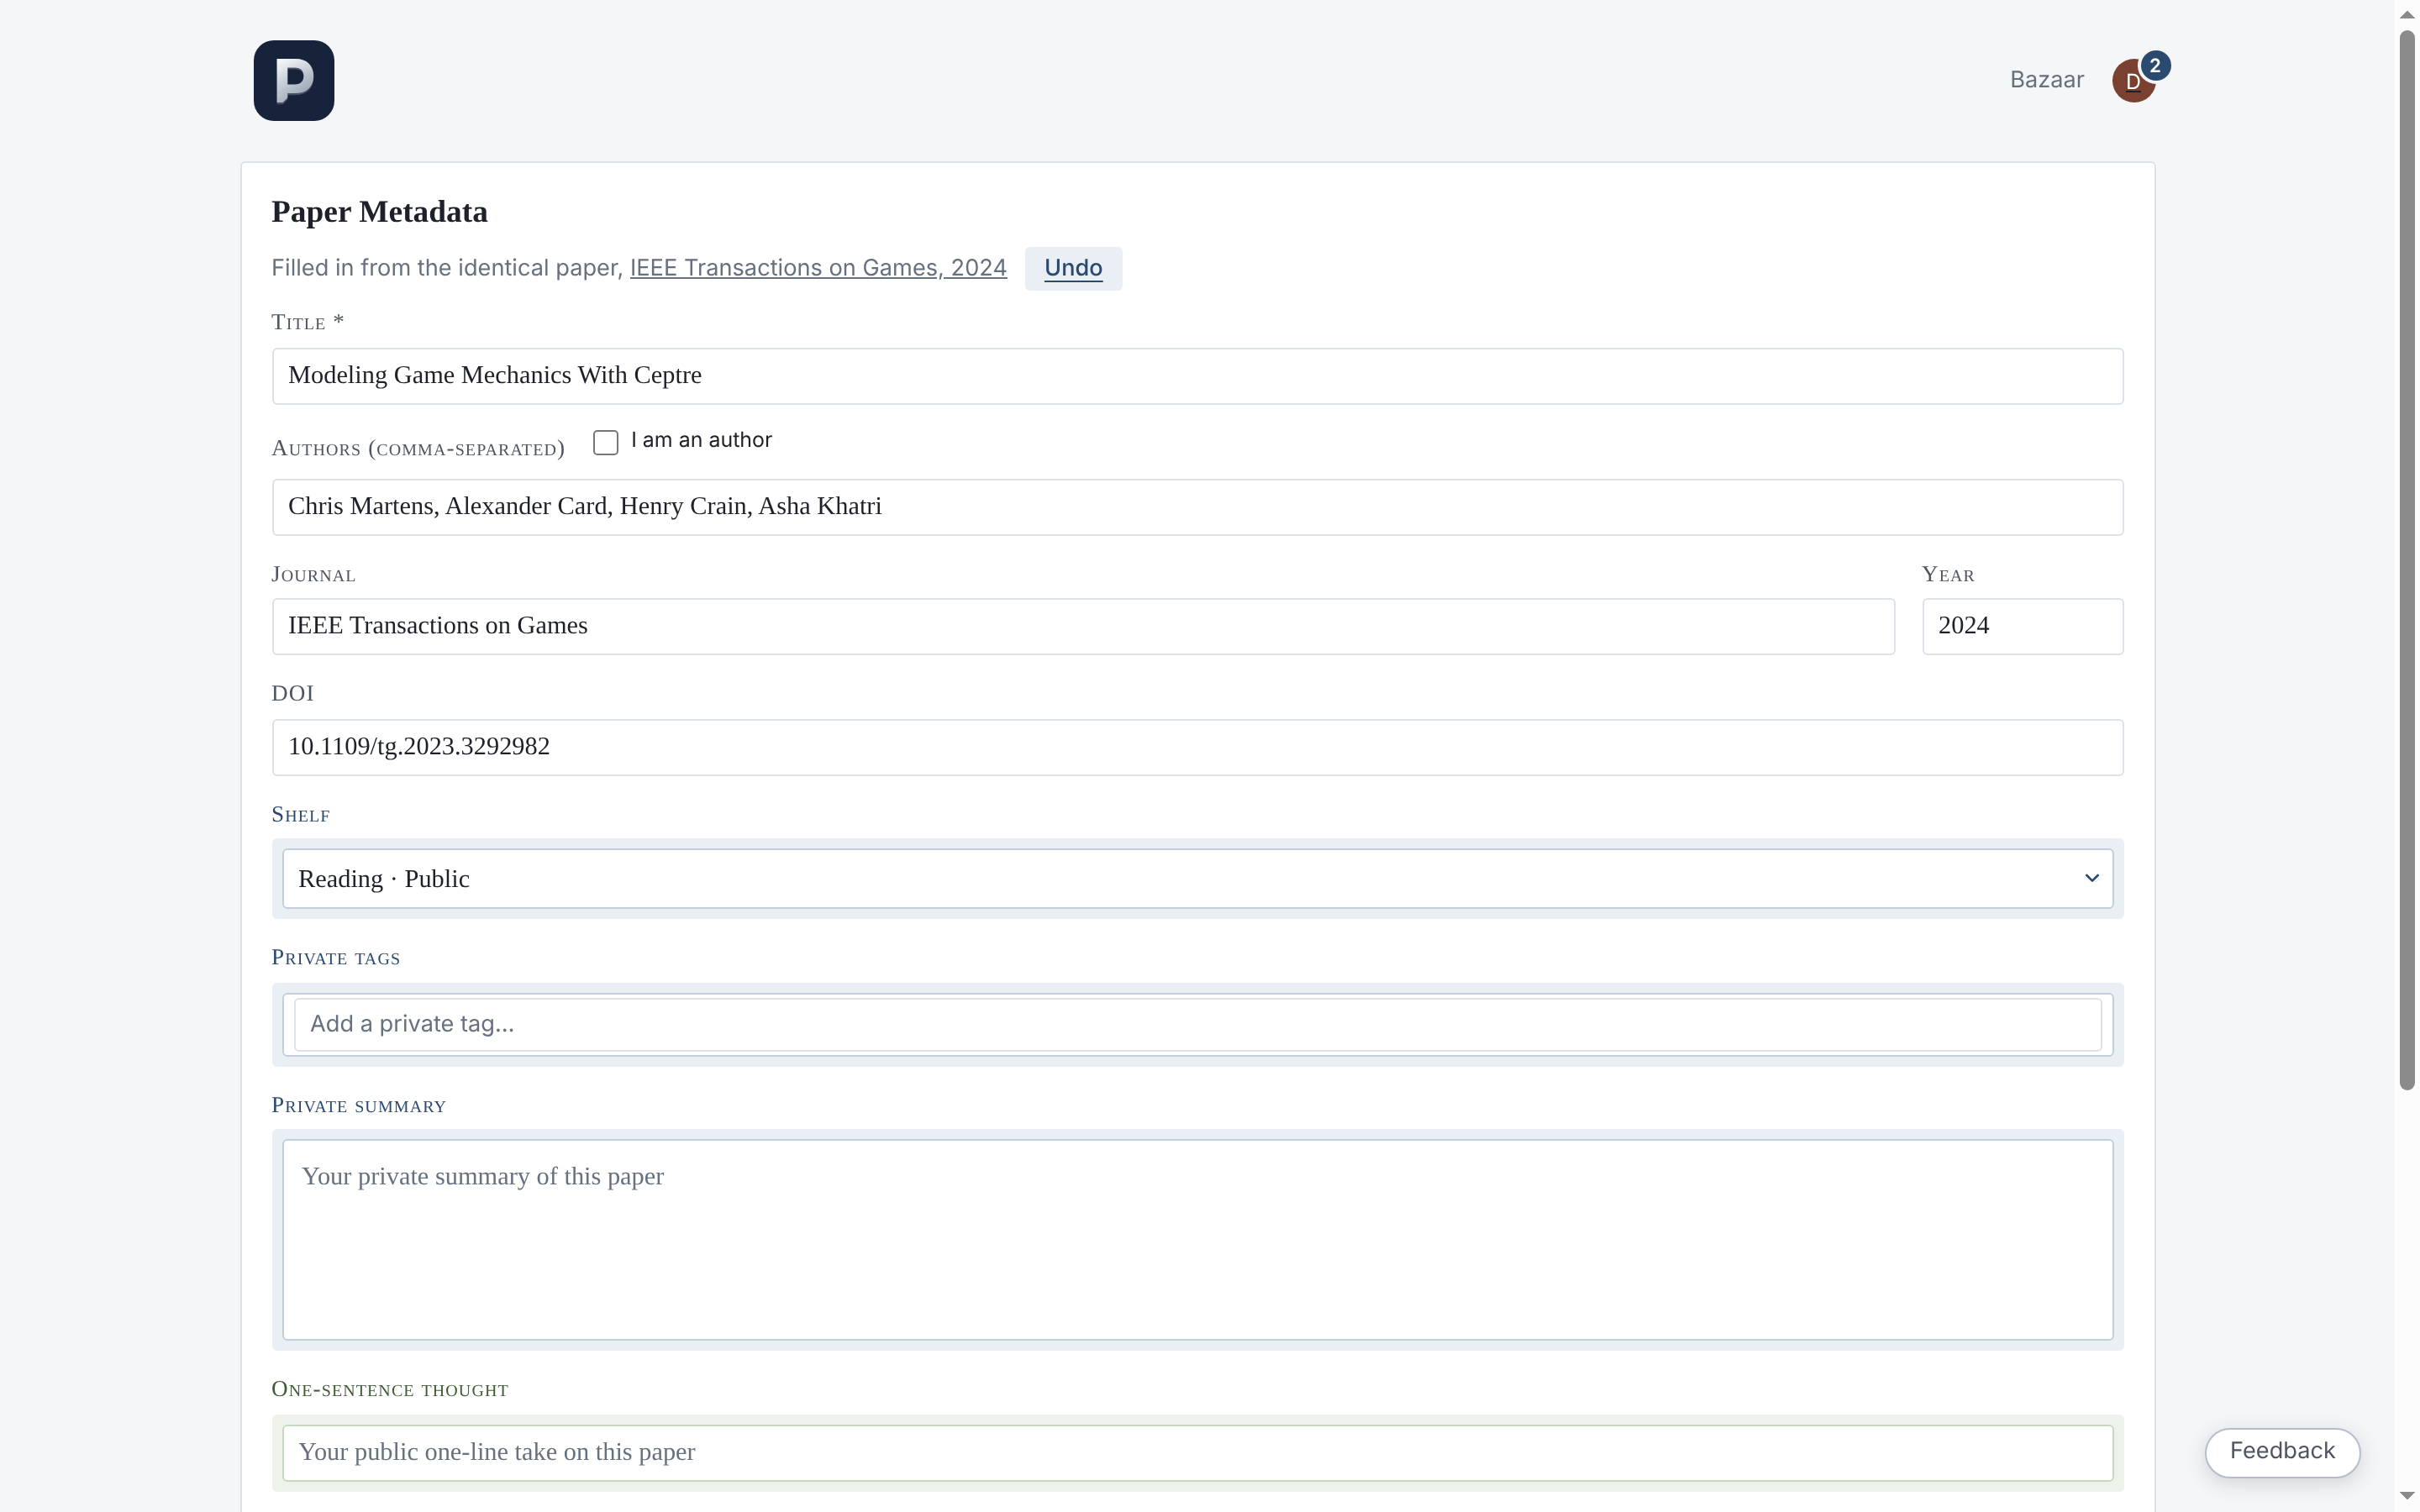 P
Bazaar
D
2
Paper Metadata
Filled in from the identical paper, IEEE Transactions on Games, 2024 Undo
Title *
Modeling Game Mechanics With Ceptre
Authors (comma-separated) I am an author
Chris Martens, Alexander Card, Henry Crain, Asha Khatri
Journal Year
IEEE Transactions on Games 2024
DOI
10.1109/tg.2023.3292982
Shelf
Reading · Public
Private tags
Add a private tag...
Private summary
Your private summary of this paper
One-sentence thought
Your public one-line take on this paper
Feedback